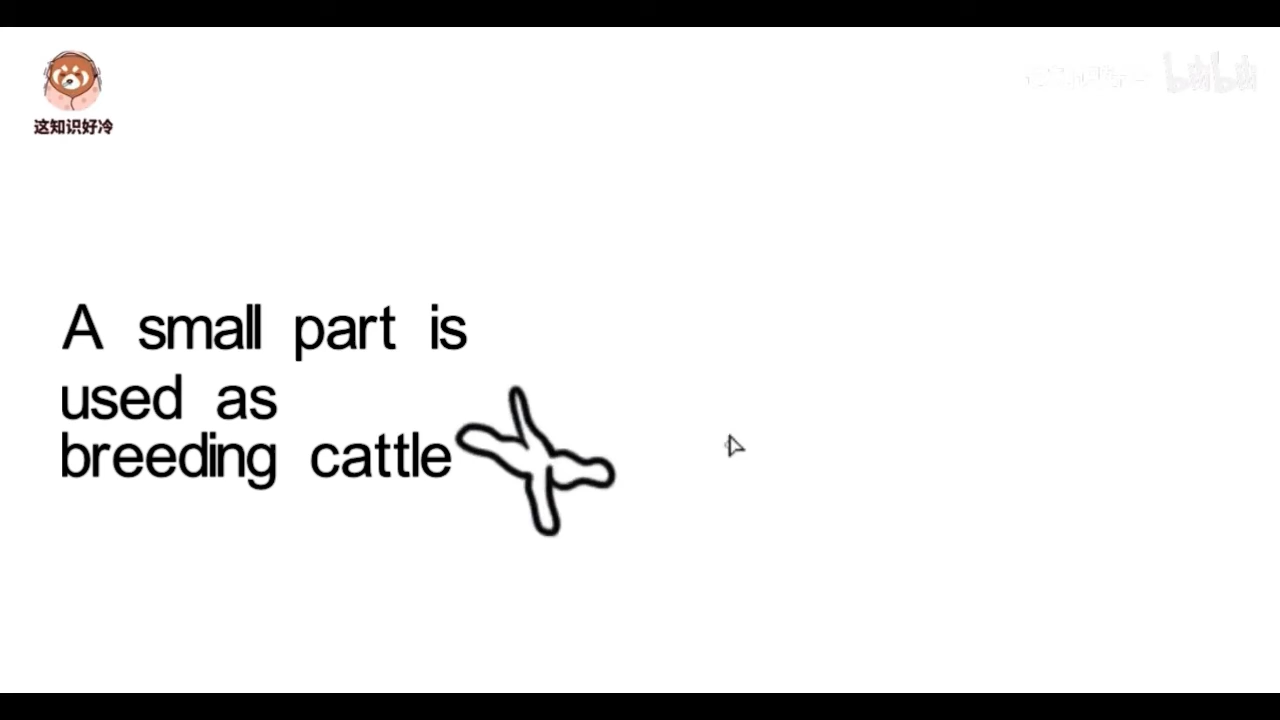 这知识好冷
A small part is
used as
breeding cattle